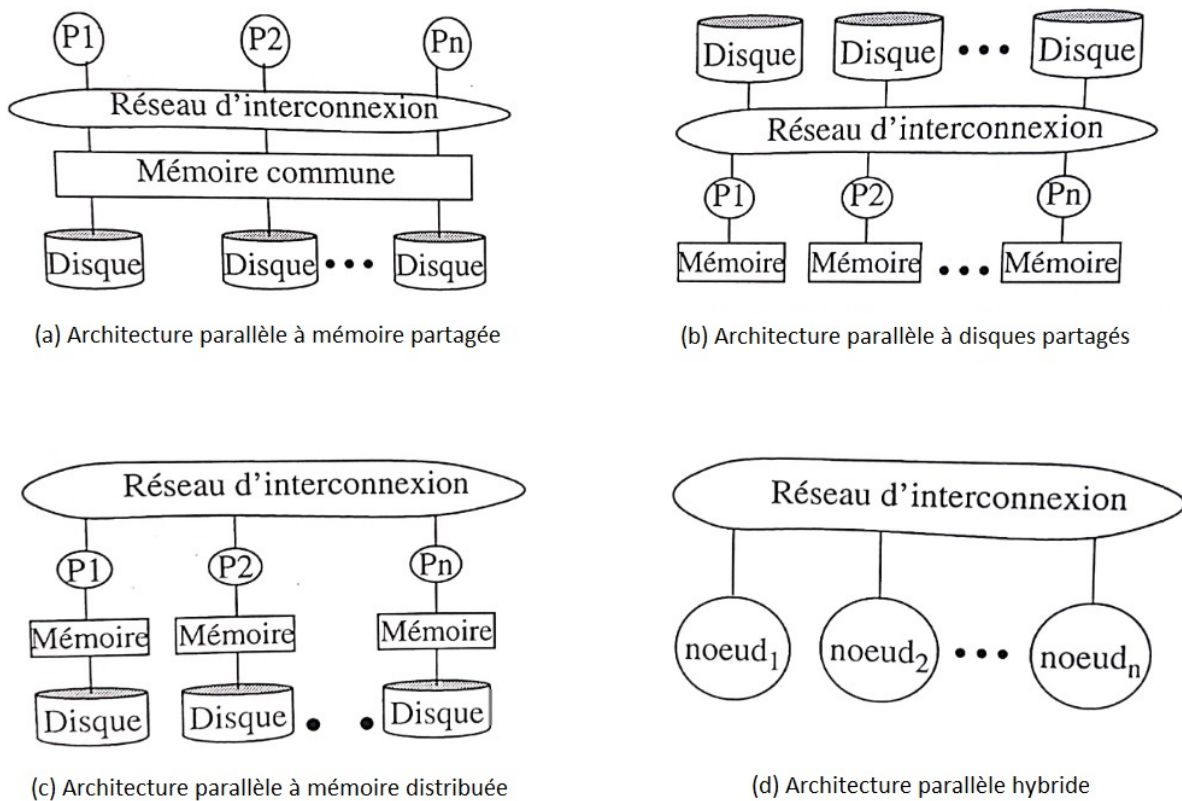 P1 P2 Pn
Réseau d'interconnexion
Mémoire commune
Disque Disque Disque
(a) Architecture parallèle à mémoire partagée
Disque Disque Disque
Réseau d'interconnexion
P1 P2 Pn
Mémoire Mémoire Mémoire
(b) Architecture parallèle à disques partagés
Réseau d'interconnexion
P1 P2 Pn
Mémoire Mémoire Mémoire
Disque Disque Disque
(c) Architecture parallèle à mémoire distribuée
Réseau d'interconnexion
noeud1 noeud2 noeudn
(d) Architecture parallèle hybride